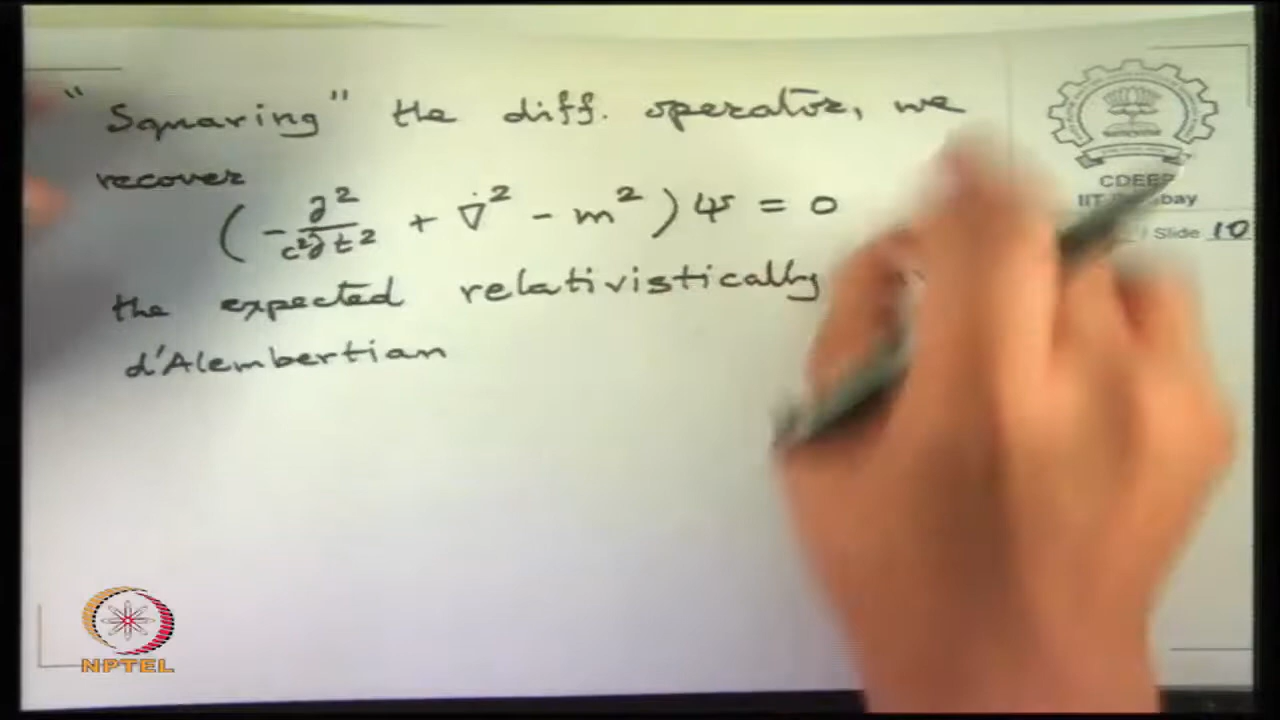 "Squaring" the diff. operator, we
recover
(-∂²/c²∂t² + ∇² - m²)ψ = 0
the expected relativistically
d'Alembertian
CDEEP
IIT Bombay
/ Slide 10
NPTEL